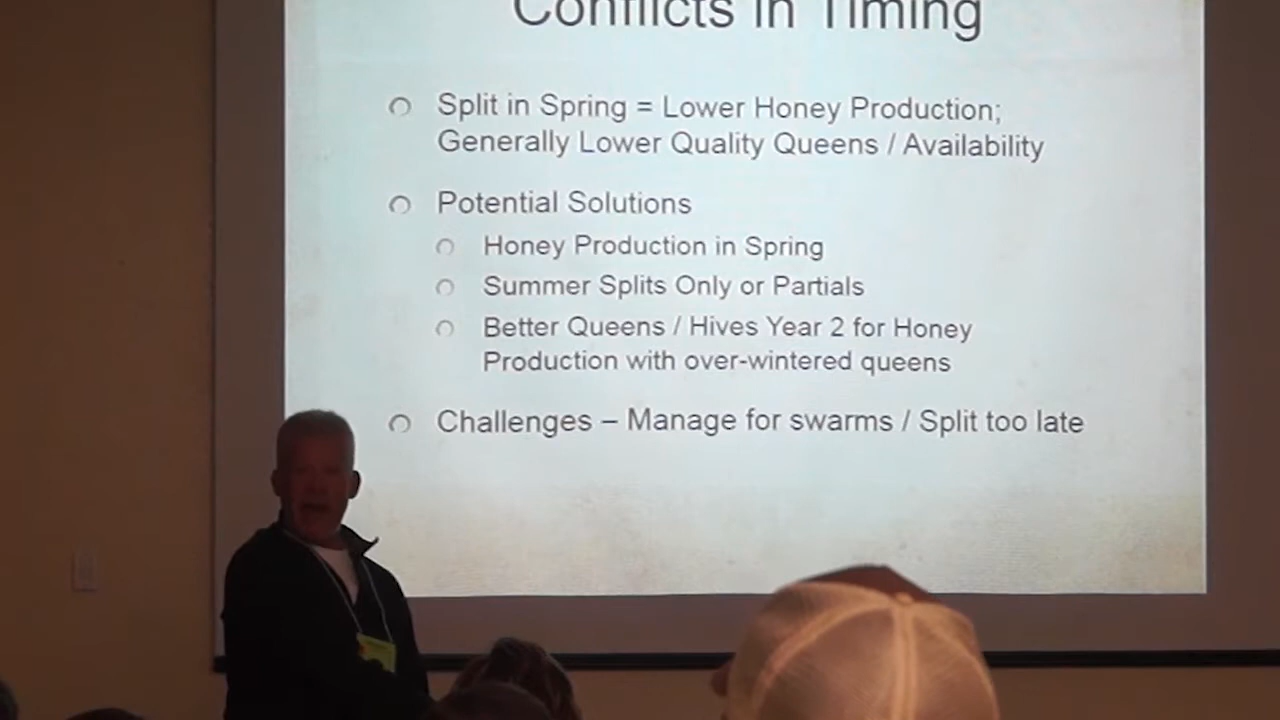 Conflicts in Timing
Split in Spring = Lower Honey Production;
Generally Lower Quality Queens / Availability
Potential Solutions
Honey Production in Spring
Summer Splits Only or Partials
Better Queens / Hives Year 2 for Honey
Production with over-wintered queens
Challenges – Manage for swarms / Split too late